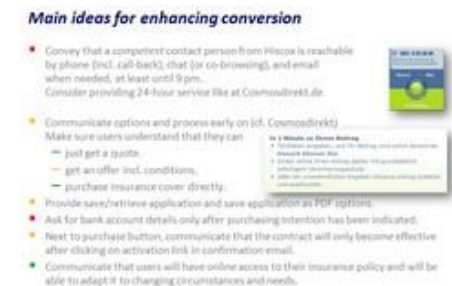 Main ideas for enhancing conversion
Convey that a competent contact person from Hiscox is reachable
by phone (incl. call-back), chat (or co-browsing), and email
when needed, at least until 9 pm.
Consider providing 24-hour service like at Cosmosdirekt.de
Communicate options and process early on (cf. Cosmosdirekt)
Make sure users understand that they can
– just get a quote.
– get an offer incl. conditions.
– purchase insurance cover directly.
In 1 Minute zu Ihrem Beitrag
Provide save/retrieve application and save application as PDF options.
Ask for bank account details only after purchasing intention has been indicated.
Next to purchase button, communicate that the contract will only become effective
after clicking on activation link in confirmation email.
Communicate that users will have online access to their insurance policy and will be
able to adapt it to changing circumstances and needs.